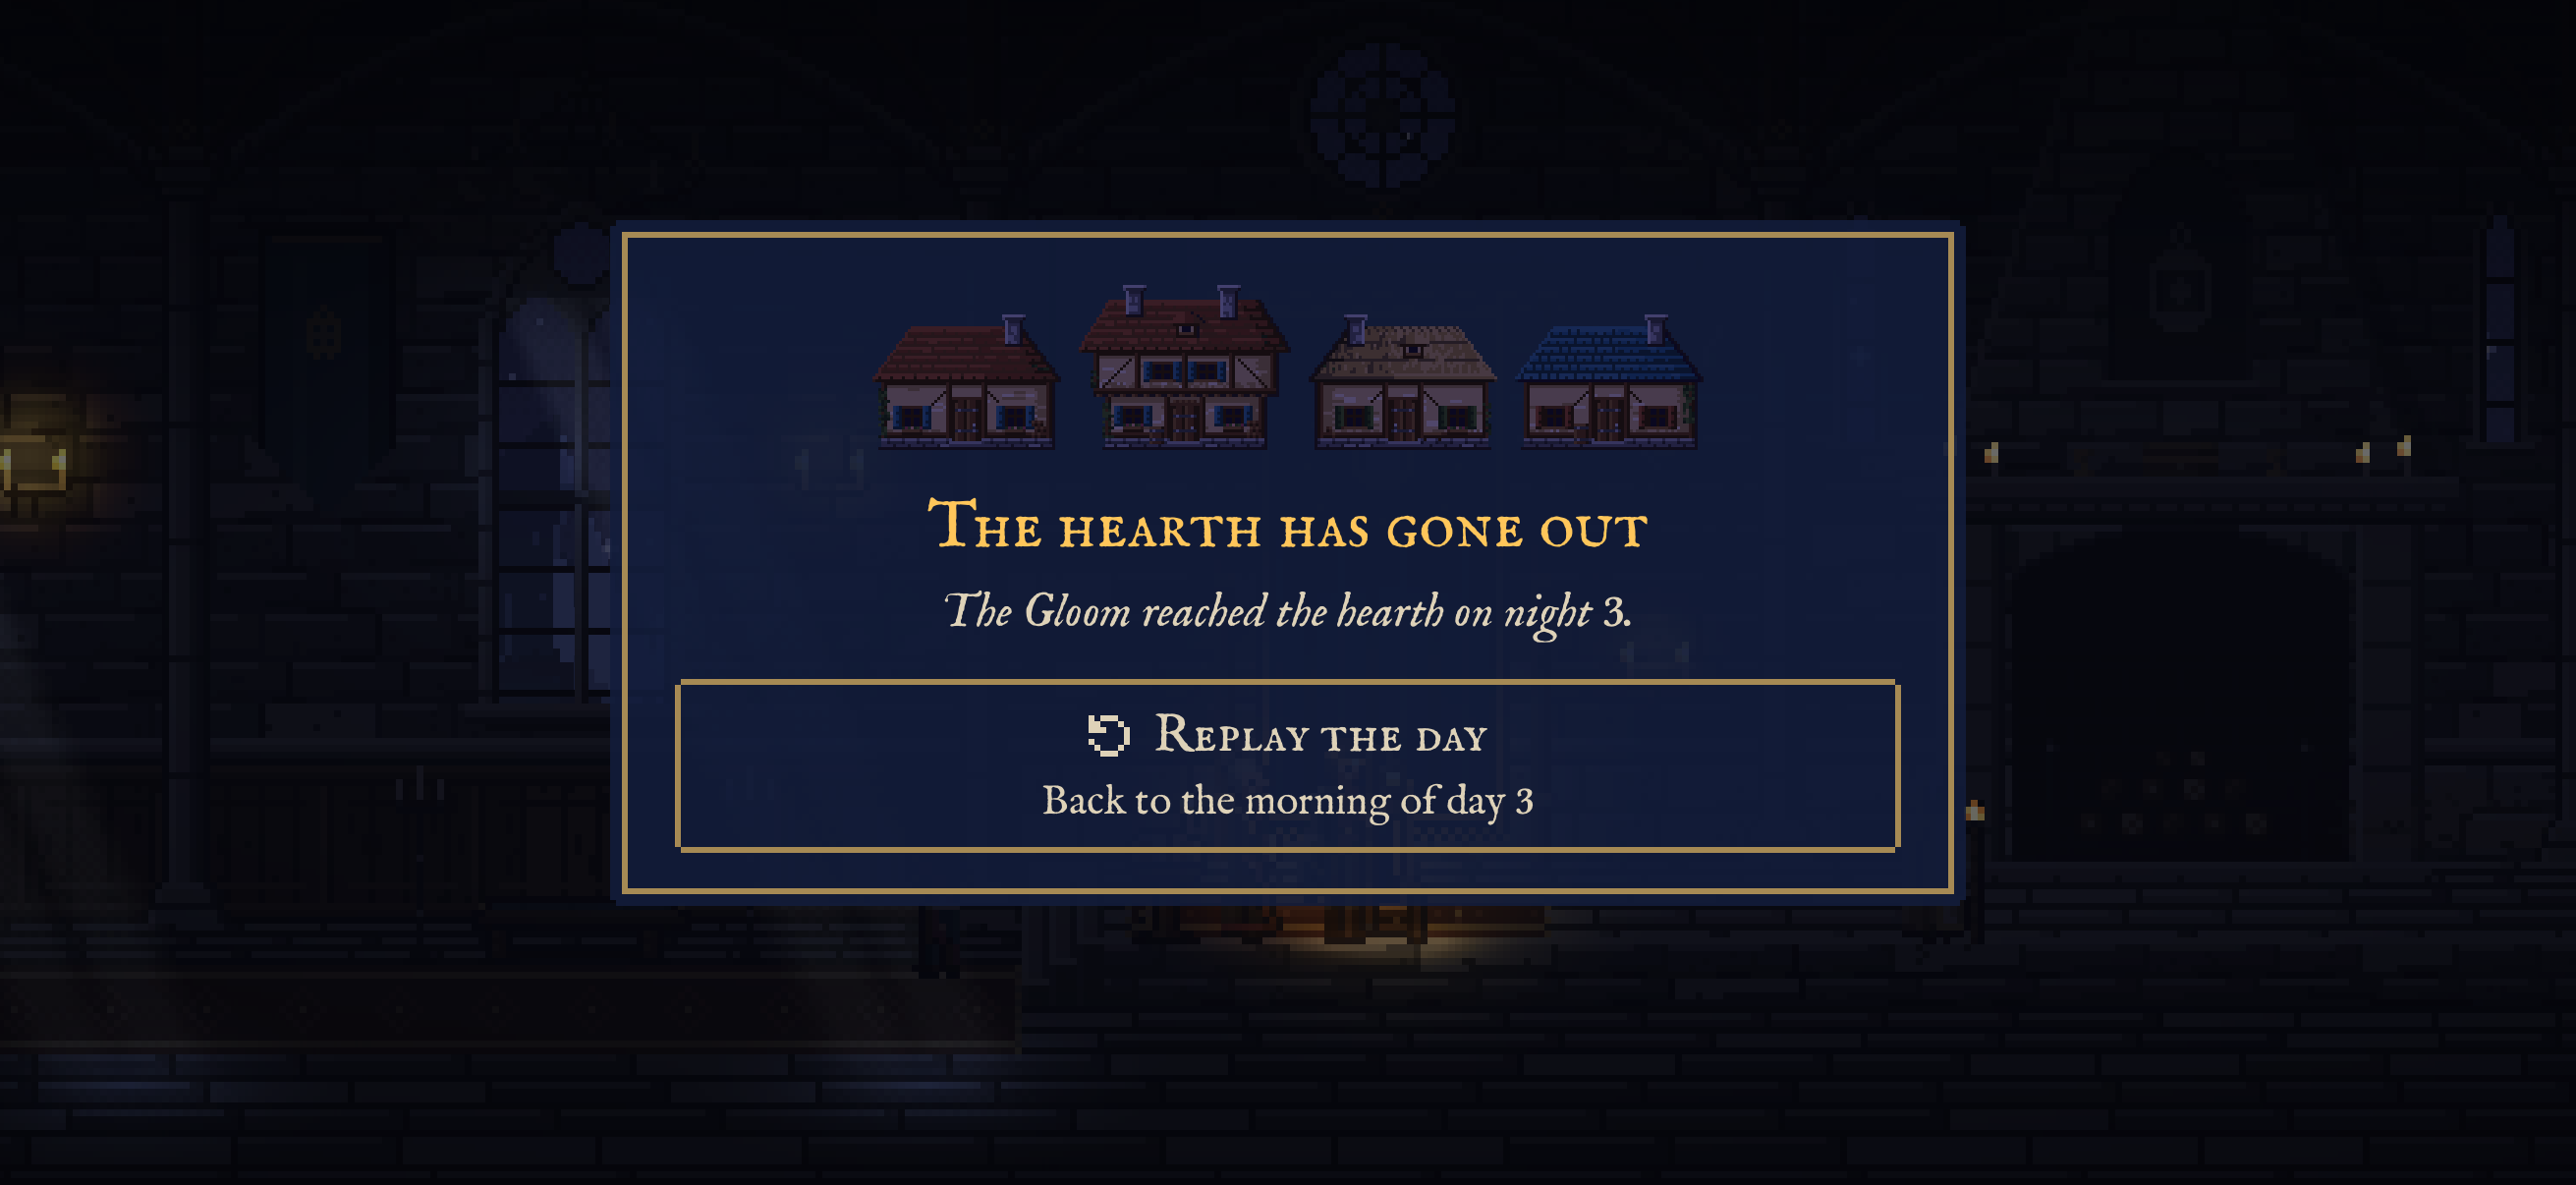 The hearth has gone out
The Gloom reached the hearth on night 3.
Replay the day
Back to the morning of day 3